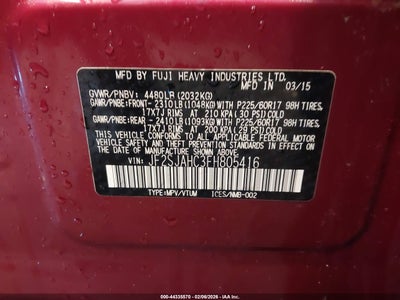 MFD BY FUJI HEAVY INDUSTRIES LTD.
IN 03/15
GVWR/PNBV: 4480LB(2032KG)
GAWR/PNBE:FRONT- 2310LB(1048KG)WITH P225/60R17 98H TIRES,
17X7J RIMS AT 210 KPA(30 PSI)COLD
GAWR/PNBE:REAR- 2410LB(1093KG)WITH P225/60R17 98H TIRES,
17X7J RIMS AT 200 KPA(29 PSI)COLD
THIS VEHICLE CONFORMS TO ALL APPLICABLE FEDERAL MOTOR
VEHICLE SAFETY, BUMPER, AND THEFT PREVENTION STANDARDS
IN EFFECT ON THE DATE OF MANUFACTURE SHOWN ABOVE.
VIN: JF2SJAHC3FH805416
TYPE:MPV/VTUM ICES/NMB-002
000-44335570 - 02/09/2026 - IAA Inc.